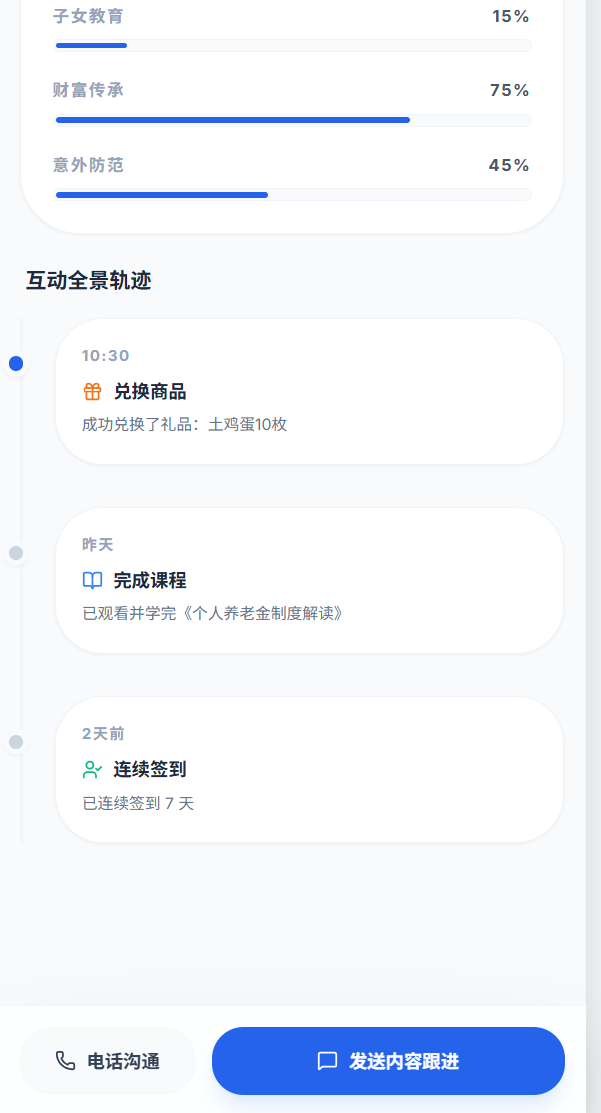 子女教育 15%
财富传承 75%
意外防范 45%
互动全景轨迹
10:30
兑换商品
成功兑换了礼品：土鸡蛋10枚
昨天
完成课程
已观看并学完《个人养老金制度解读》
2天前
连续签到
已连续签到 7 天
电话沟通 发送内容跟进